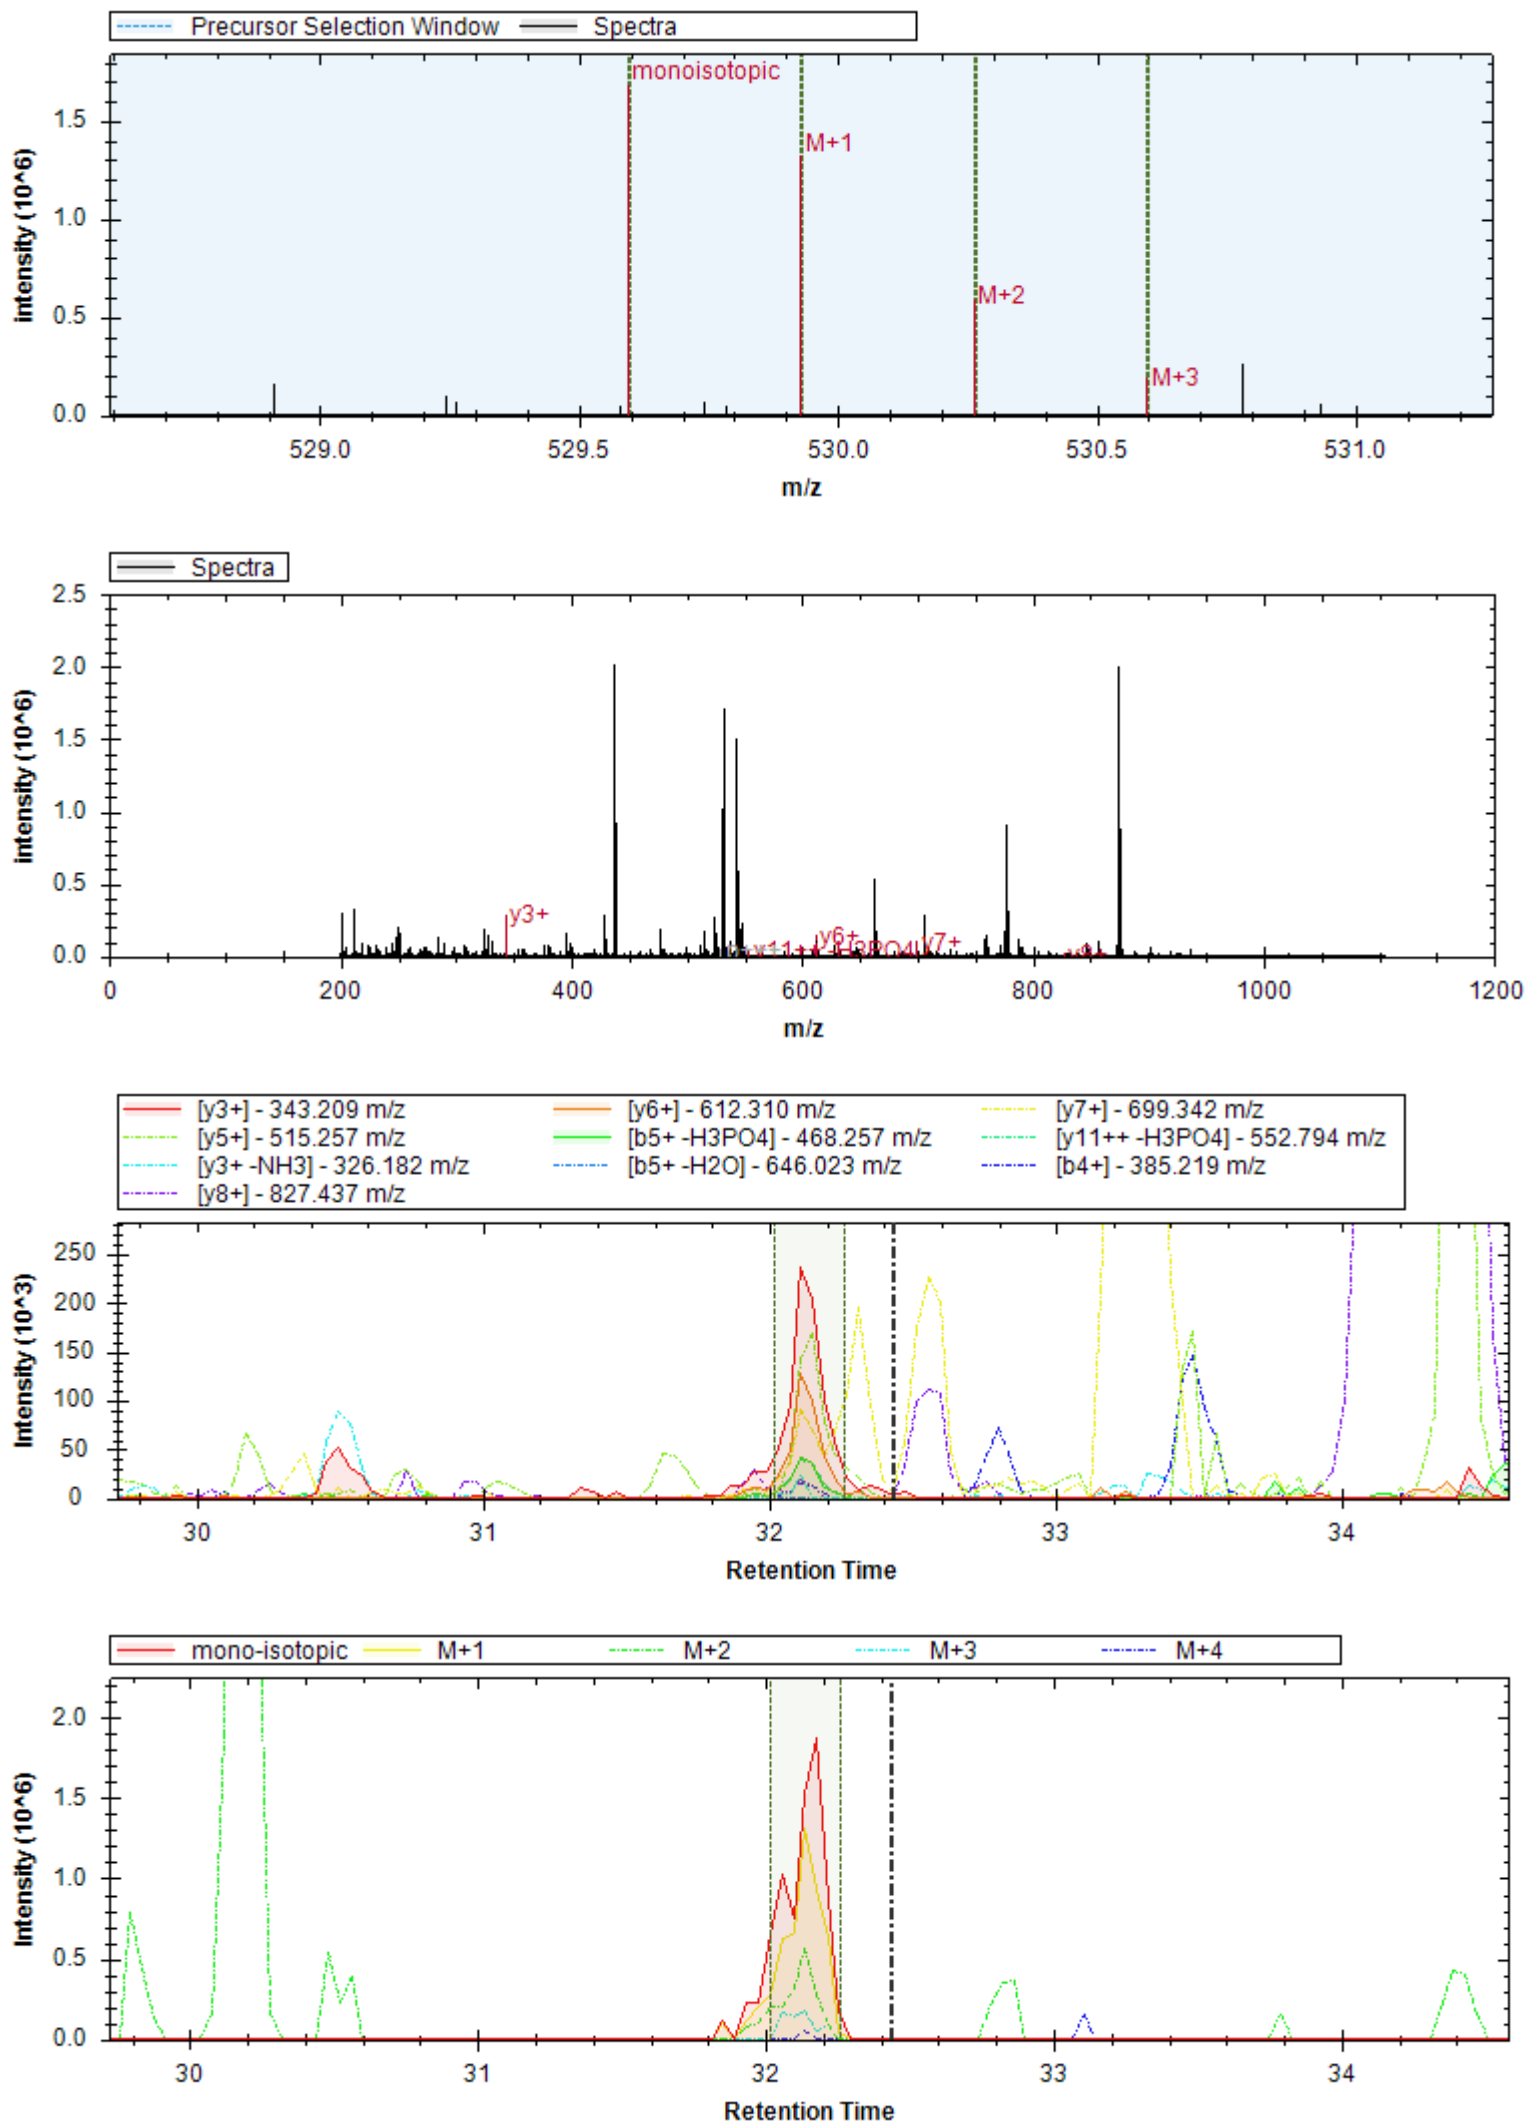 Precursor Selection Window Spectra
monoisotopic
M+1
M+2
M+3
1.5
1.0
0.5
0.0
intensity (10^6)
529.0 529.5 530.0 530.5 531.0
m/z
Spectra
2.5
2.0
1.5
1.0
0.5
0.0
intensity (10^6)
y3+
y6+
y7+
0 200 400 600 800 1000 1200
m/z
[y3+] - 343.209 m/z [y6+] - 612.310 m/z [y7+] - 699.342 m/z
[y5+] - 515.257 m/z [b5+ -H3PO4] - 468.257 m/z [y11++ -H3PO4] - 552.794 m/z
[y3+ -NH3] - 326.182 m/z [b5+ -H2O] - 646.023 m/z [b4+] - 385.219 m/z
[y8+] - 827.437 m/z
250
200
150
100
50
0
Intensity (10^3)
30 31 32 33 34
Retention Time
mono-isotopic M+1 M+2 M+3 M+4
2.0
1.5
1.0
0.5
0.0
Intensity (10^6)
30 31 32 33 34
Retention Time